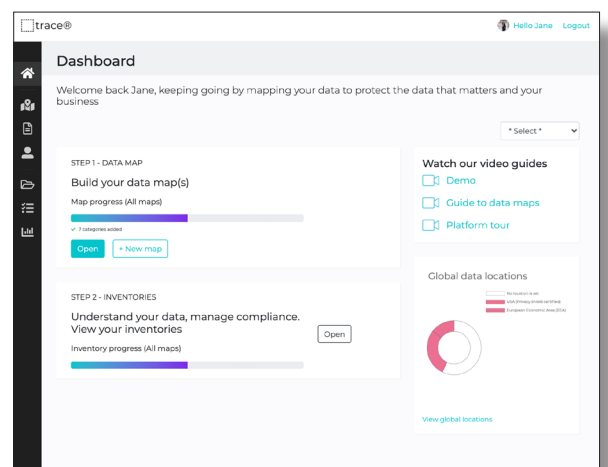 trace®
Hello Jane Logout
Dashboard
Welcome back Jane, keeping going by mapping your data to protect the data that matters and your
business
* Select *
STEP 1 - DATA MAP
Build your data map(s)
Map progress (All maps)
7 categories added
Open + New map
STEP 2 - INVENTORIES
Understand your data, manage compliance.
View your inventories
Open
Inventory progress (All maps)
Watch our video guides
Demo
Guide to data maps
Platform tour
Global data locations
No location is set
USA (Privacy shield certified)
European Economic Area (EEA)
View global locations